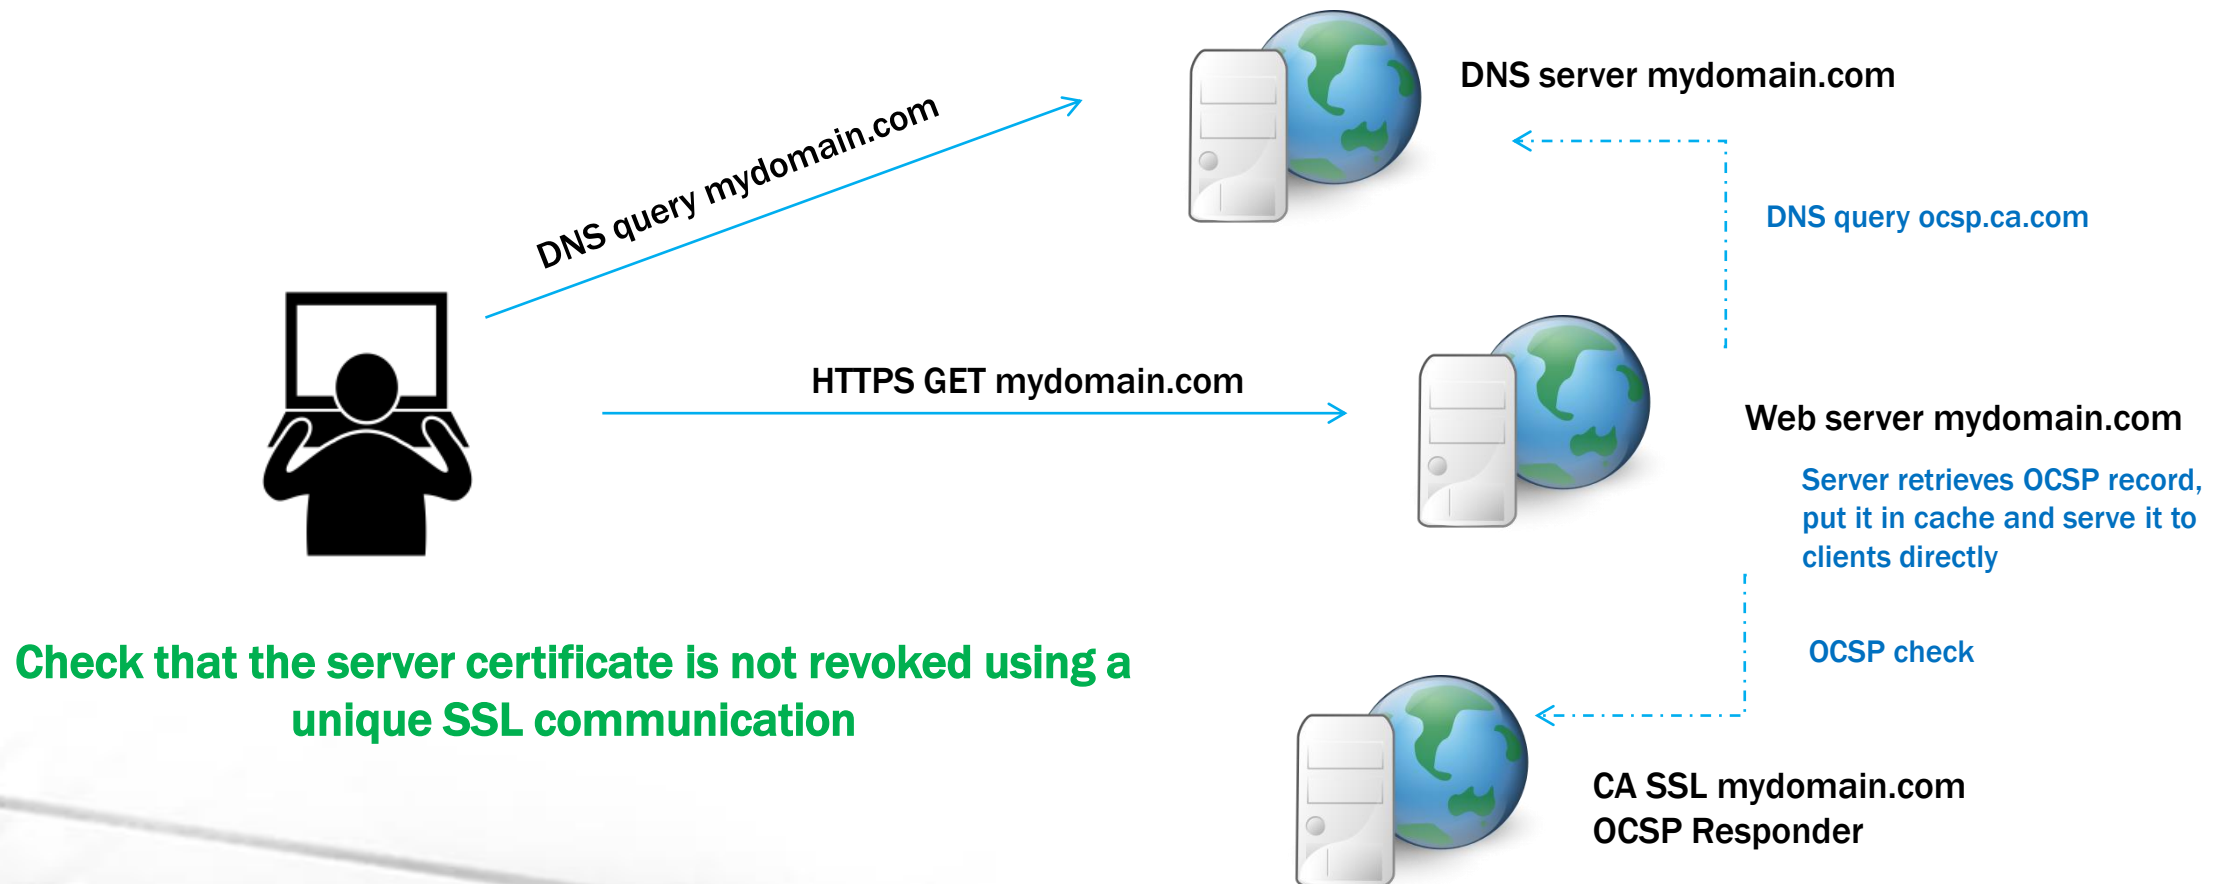 DNS server mydomain.com
DNS query mydomain.com
DNS query ocsp.ca.com
HTTPS GET mydomain.com
Web server mydomain.com
Server retrieves OCSP record,
put it in cache and serve it to
clients directly
OCSP check
Check that the server certificate is not revoked using a
unique SSL communication
CA SSL mydomain.com
OCSP Responder